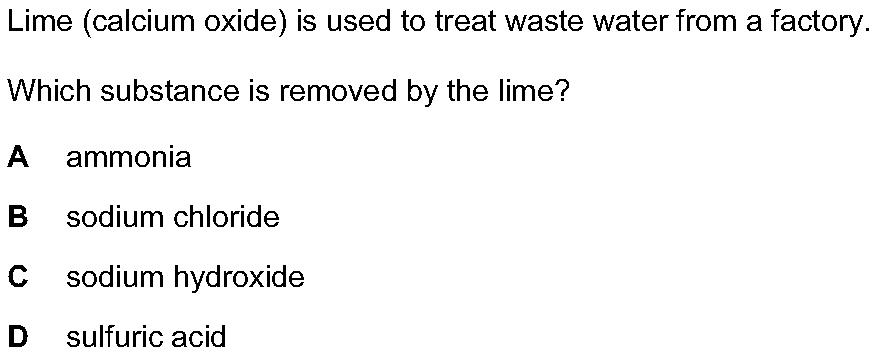 Lime (calcium oxide) is used to treat waste water from a factory.
Which substance is removed by the lime?
A ammonia
B sodium chloride
C sodium hydroxide
D sulfuric acid